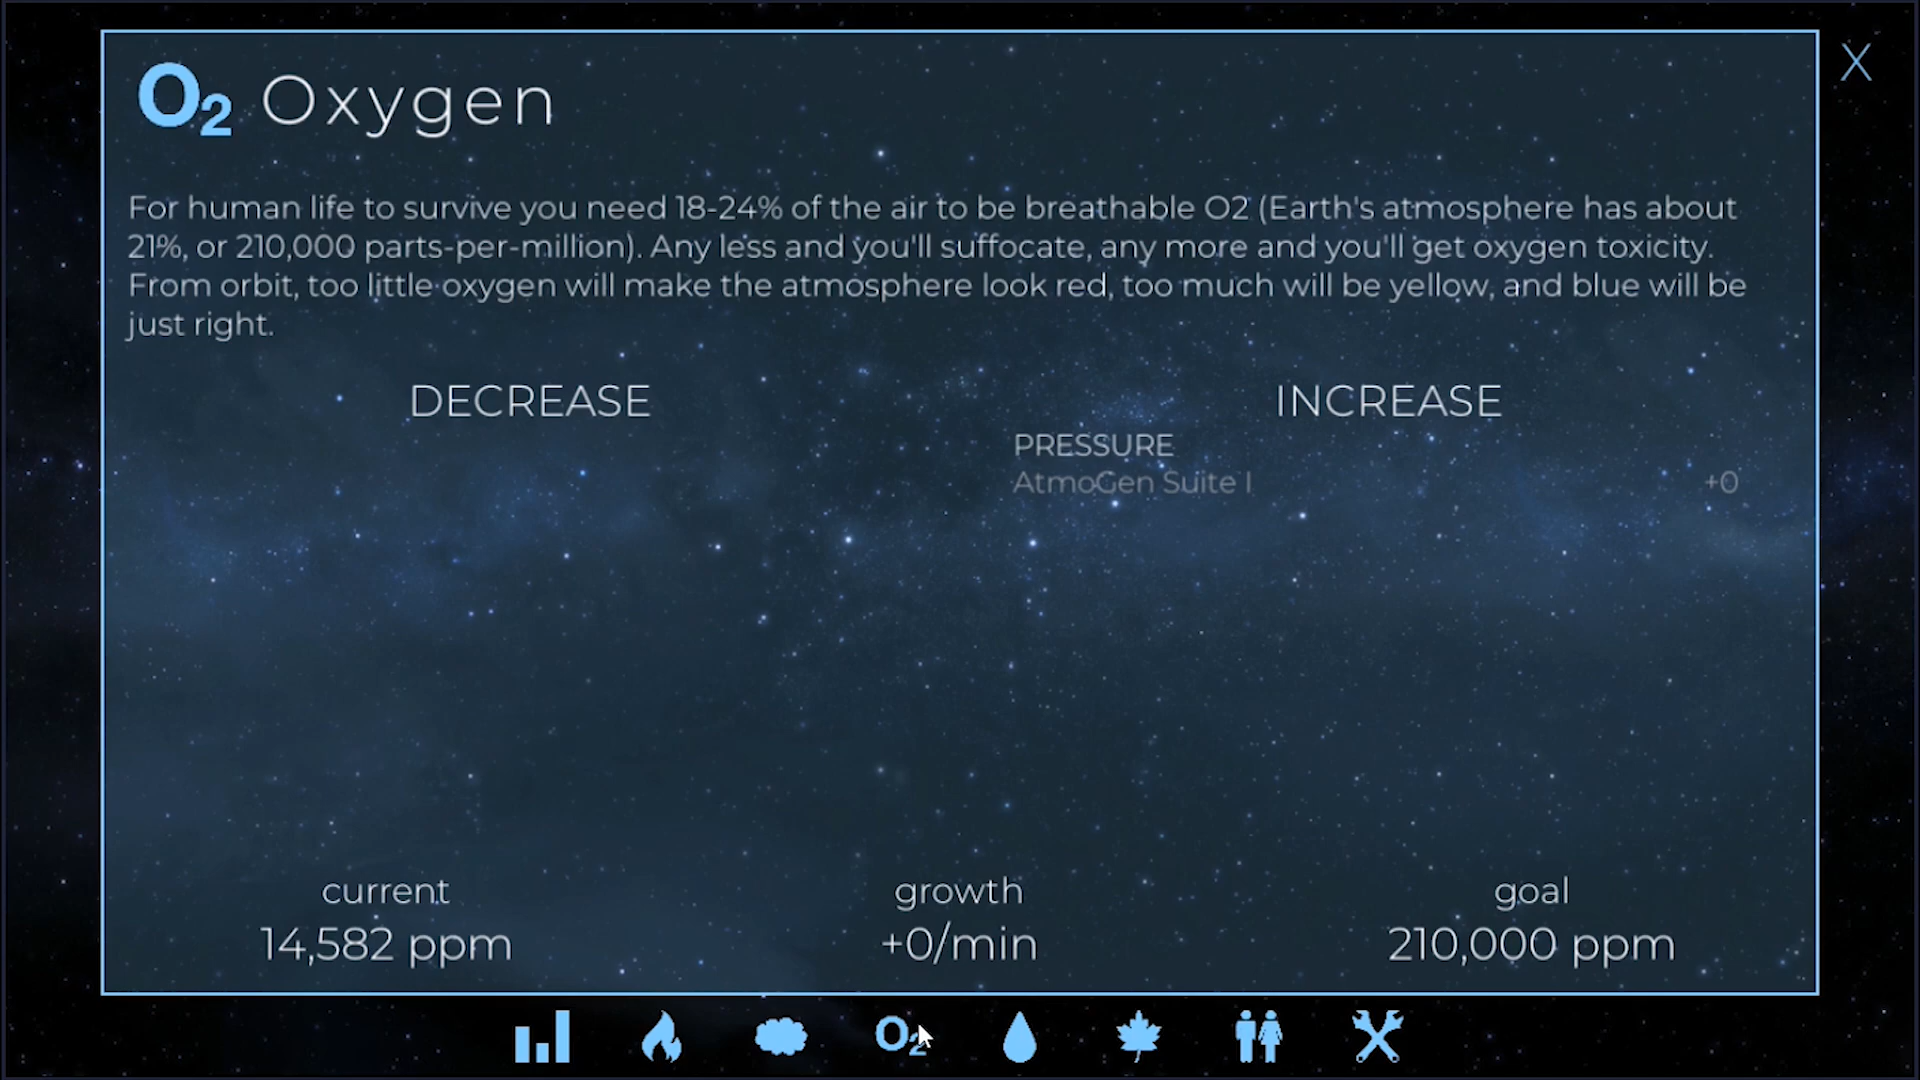 O2 Oxygen
For human life to survive you need 18-24% of the air to be breathable O2 (Earth's atmosphere has about
21%, or 210,000 parts-per-million). Any less and you'll suffocate, any more and you'll get oxygen toxicity.
From orbit, too little oxygen will make the atmosphere look red, too much will be yellow, and blue will be
just right.
DECREASE
INCREASE
PRESSURE
AtmoGen Suite I +0
current
14,582 ppm
growth
+0/min
goal
210,000 ppm
O2
X